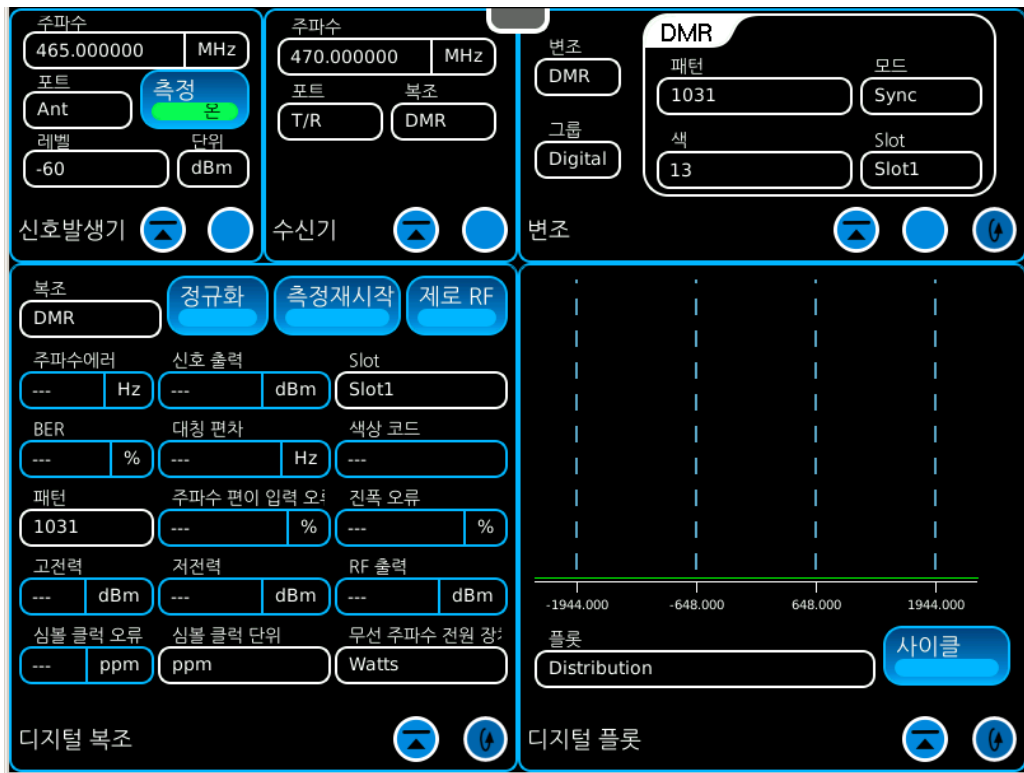 주파수
465.000000 MHz
포트
Ant
측정
온
레벨 단위
-60 dBm
신호발생기
주파수
470.000000 MHz
포트 복조
T/R DMR
수신기
변조
DMR
그룹
Digital
DMR
패턴 모드
1031 Sync
색 Slot
13 Slot1
변조
복조
DMR
정규화 측정재시작 제로 RF
주파수에러 신호 출력 Slot
--- Hz --- dBm Slot1
BER 대칭 편차 색상 코드
--- % --- Hz ---
패턴 주파수 편이 입력 진폭 오류
1031 --- % --- %
고전력 저전력 RF 출력
--- dBm --- dBm --- dBm
심볼 클럭 오류 심볼 클럭 단위 무선 주파수 전원
--- ppm ppm Watts
디지털 복조
-1944.000 -648.000 648.000 1944.000
플롯
Distribution
사이클
디지털 플롯